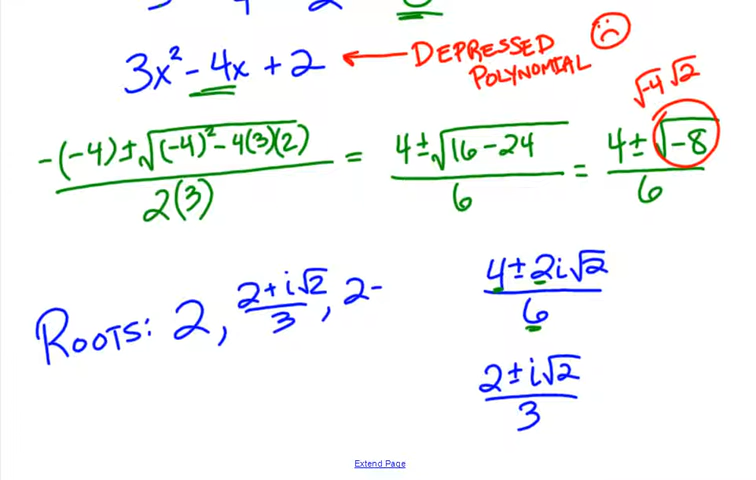 3x² - 4x + 2 ← DEPRESSED POLYNOMIAL ☹
√-4 √2
(-(-4) ± √((-4)² - 4(3)(2))) / 2(3) = (4 ± √(16 - 24)) / 6 = (4 ± √-8) / 6
(4 ± 2i√2) / 6
ROOTS: 2, (2 + i√2) / 3, 2 -
(2 ± i√2) / 3
Extend Page